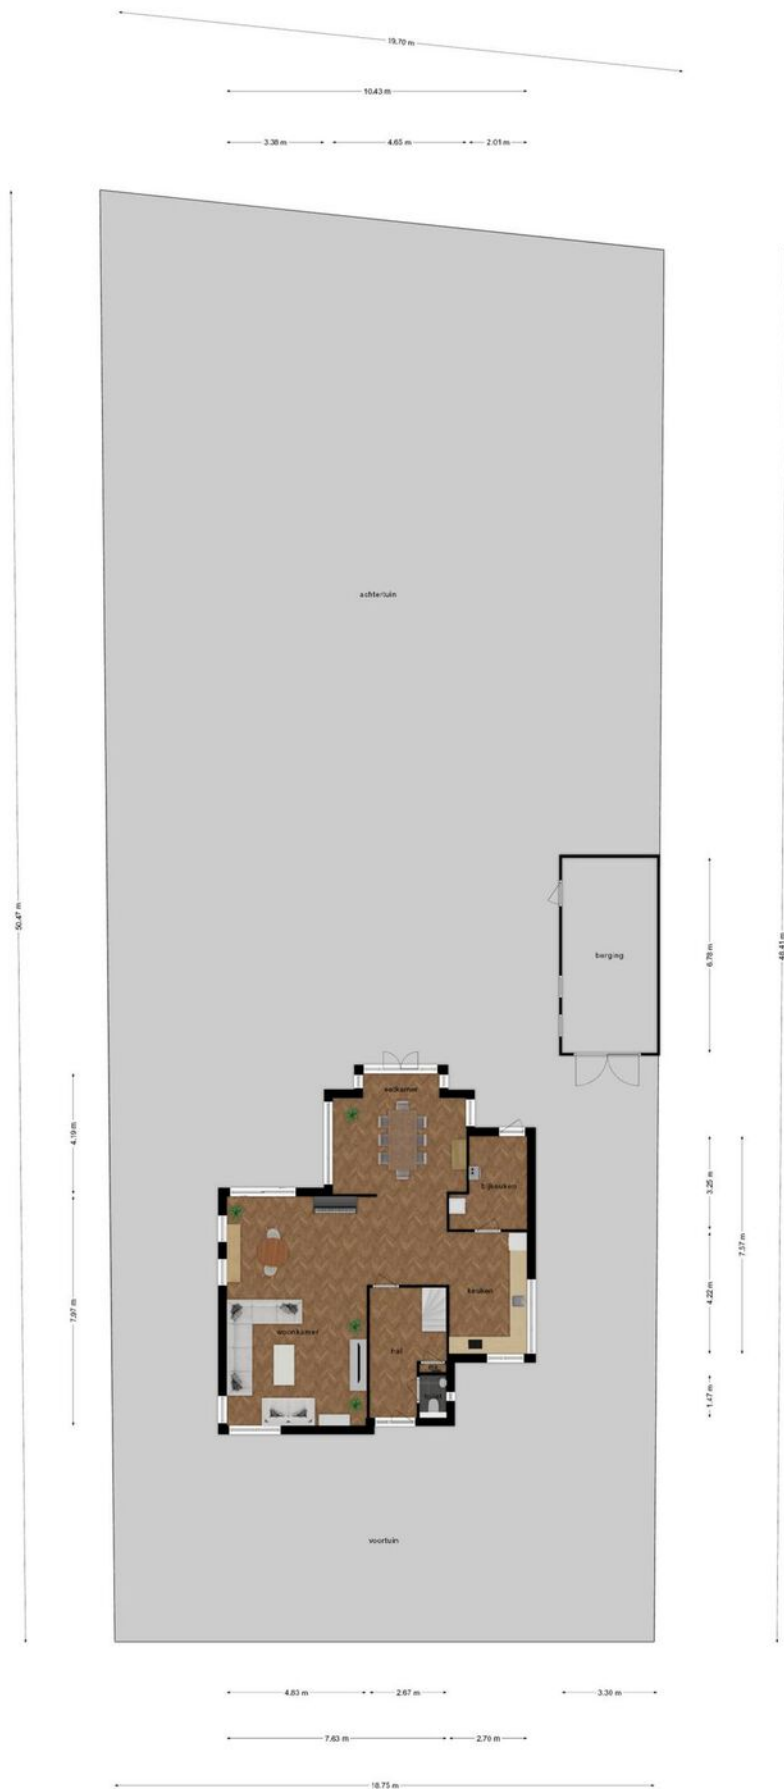 19.70 m
10.43 m
3.38 m
4.65 m
2.01 m
achtertuin
50.47 m
48.41 m
6.78 m
berging
eetkamer
4.19 m
bijkeuken
3.25 m
7.57 m
keuken
4.22 m
7.97 m
woonkamer
hal
mk
toilet
1.47 m
voortuin
4.83 m
2.67 m
3.30 m
7.63 m
2.70 m
18.75 m